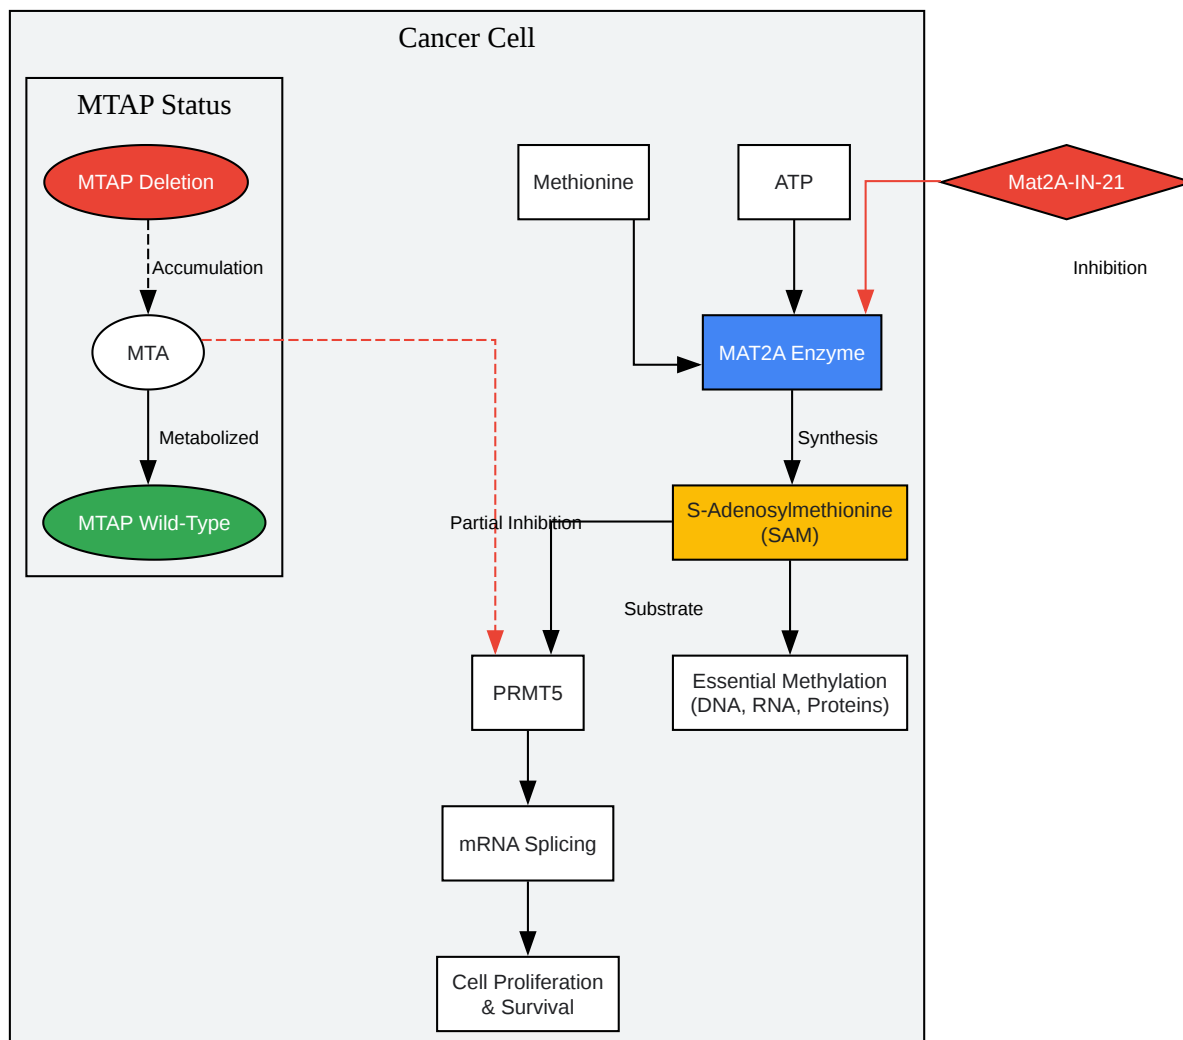 Cancer Cell
MTAP Status
MTAP Deletion
Methionine
ATP
Mat2A-IN-21
Accumulation
Inhibition
MTA
MAT2A Enzyme
Metabolized
Synthesis
MTAP Wild-Type
Partial Inhibition
S-Adenosylmethionine
(SAM)
Substrate
PRMT5
Essential Methylation
(DNA, RNA, Proteins)
mRNA Splicing
Cell Proliferation
& Survival